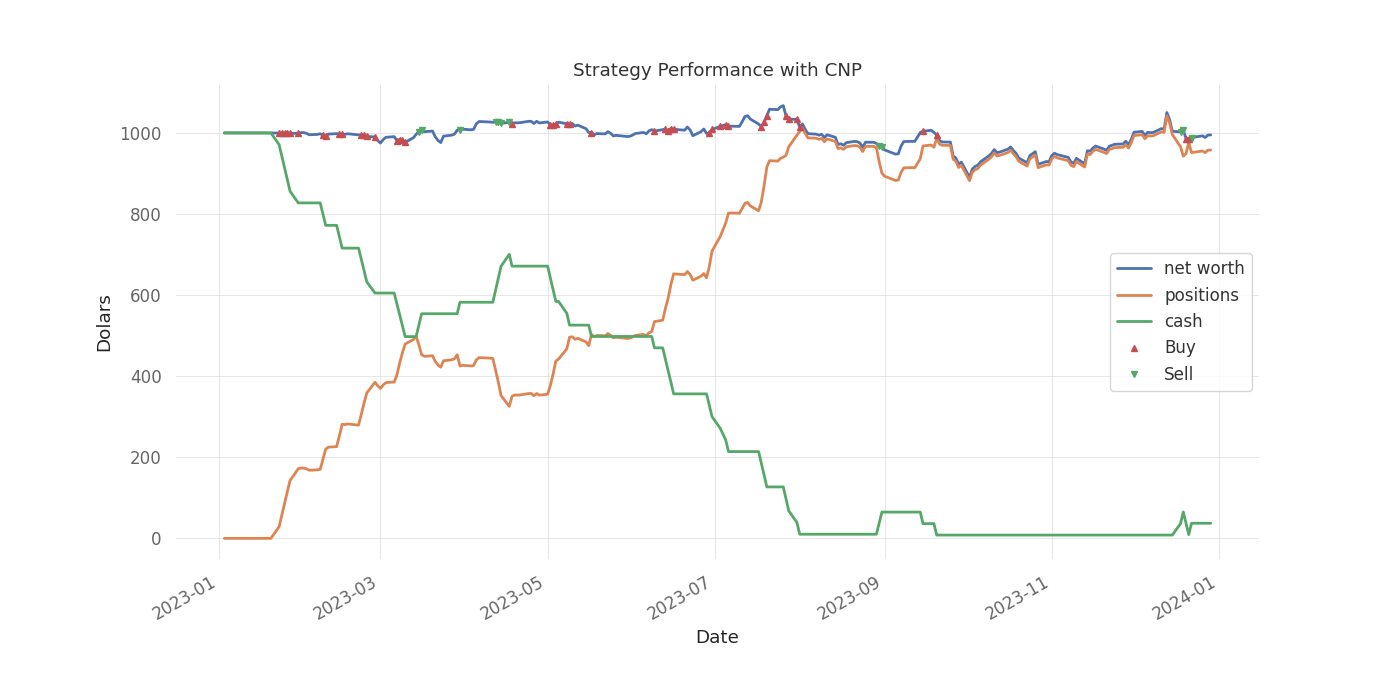 Strategy Performance with CNP
1000
800
600
400
200
0
Dolars
net worth
positions
cash
Buy
Sell
2023-01
2023-03
2023-05
2023-07
2023-09
2023-11
2024-01
Date